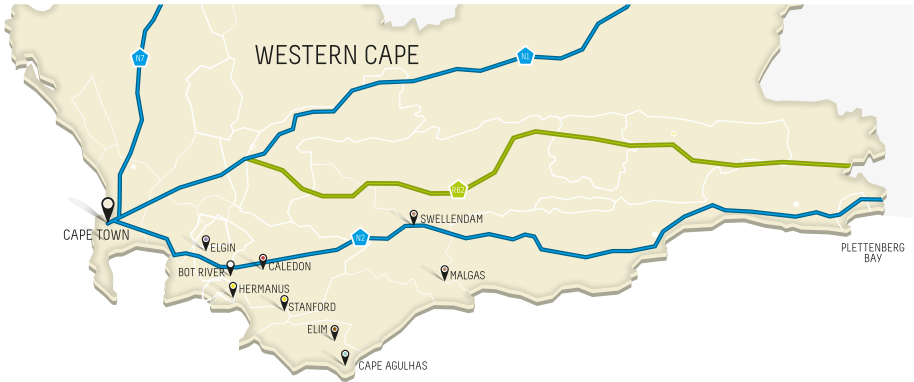 WESTERN CAPE
N7
N1
R62
SWELLENDAM
CAPE TOWN
N2
ELGIN
PLETTENBERG
BAY
CALEDON
BOT RIVER
MALGAS
HERMANUS
STANFORD
ELIM
CAPE AGULHAS